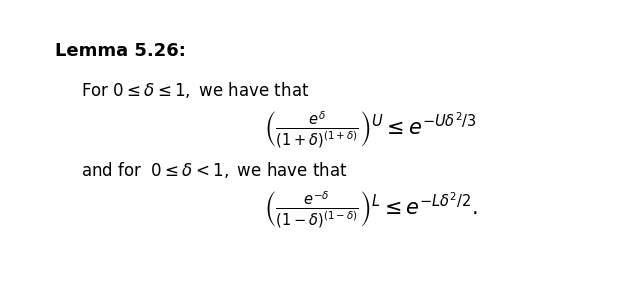 Lemma 5.26:
For $0 \leq \delta \leq 1,$ we have that
$\left(\frac{e^{\delta}}{(1+\delta)^{(1+\delta)}}\right)^{U} \leq e^{-U\delta^{2}/3}$
and for $0 \leq \delta < 1,$ we have that
$\left(\frac{e^{-\delta}}{(1-\delta)^{(1-\delta)}}\right)^{L} \leq e^{-L\delta^{2}/2}.$